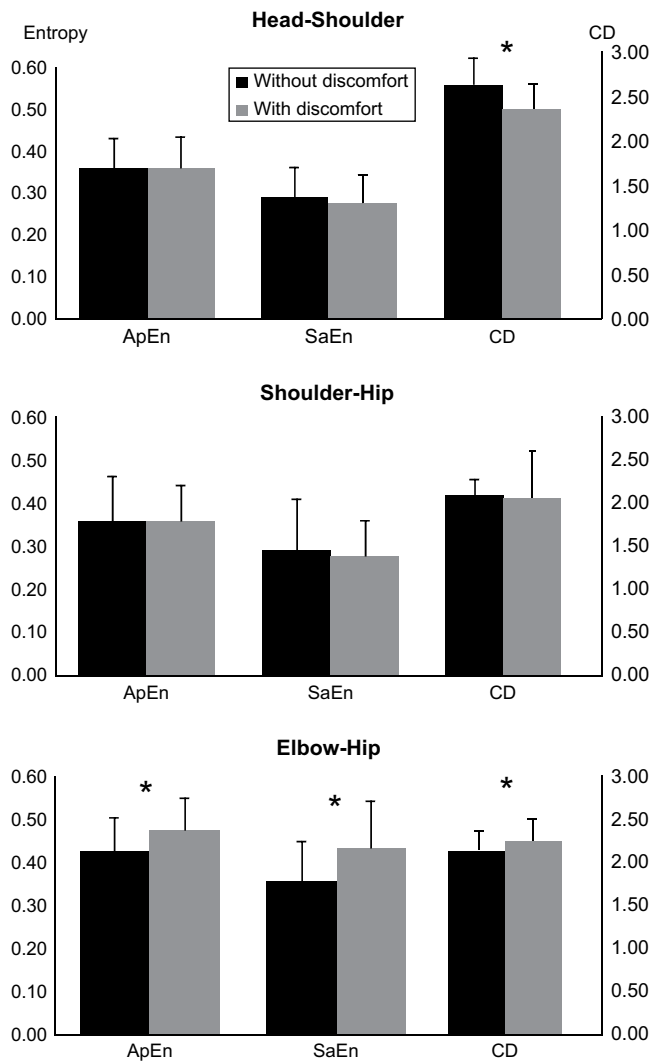 Head-Shoulder
Entropy CD
0.60 3.00
Without discomfort
0.50 2.50
With discomfort
0.40 2.00
0.30 1.50
0.20 1.00
0.10 0.50
0.00 0.00
ApEn SaEn CD
*
Shoulder-Hip
0.60 3.00
0.50 2.50
0.40 2.00
0.30 1.50
0.20 1.00
0.10 0.50
0.00 0.00
ApEn SaEn CD
Elbow-Hip
0.60 3.00
* * *
0.50 2.50
0.40 2.00
0.30 1.50
0.20 1.00
0.10 0.50
0.00 0.00
ApEn SaEn CD